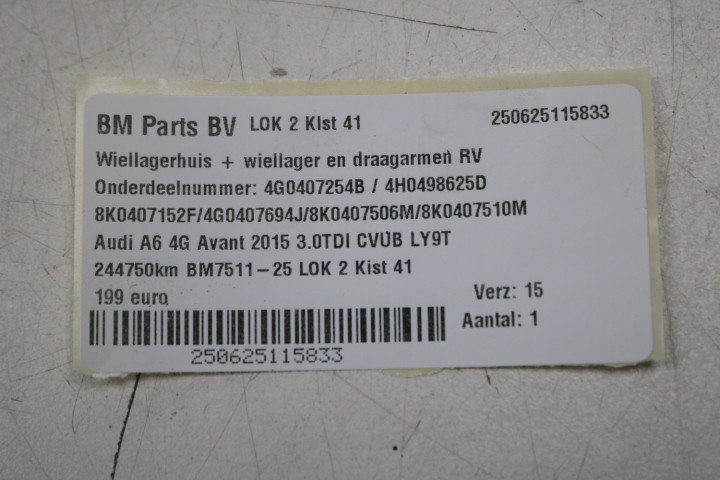 BM Parts BV LOK 2 KIst 41 250625115833
Wiellagerhuis + wiellager en draagarmen RV
Onderdeelnummer: 4G0407254B / 4H0498625D
8K0407152F/4G0407694J/8K0407506M/8K0407510M
Audi A6 4G Avant 2015 3.0TDI CVUB LY9T
244750km BM7511-25 LOK 2 Kist 41
199 euro Verz: 15
Aantal: 1
250625115833